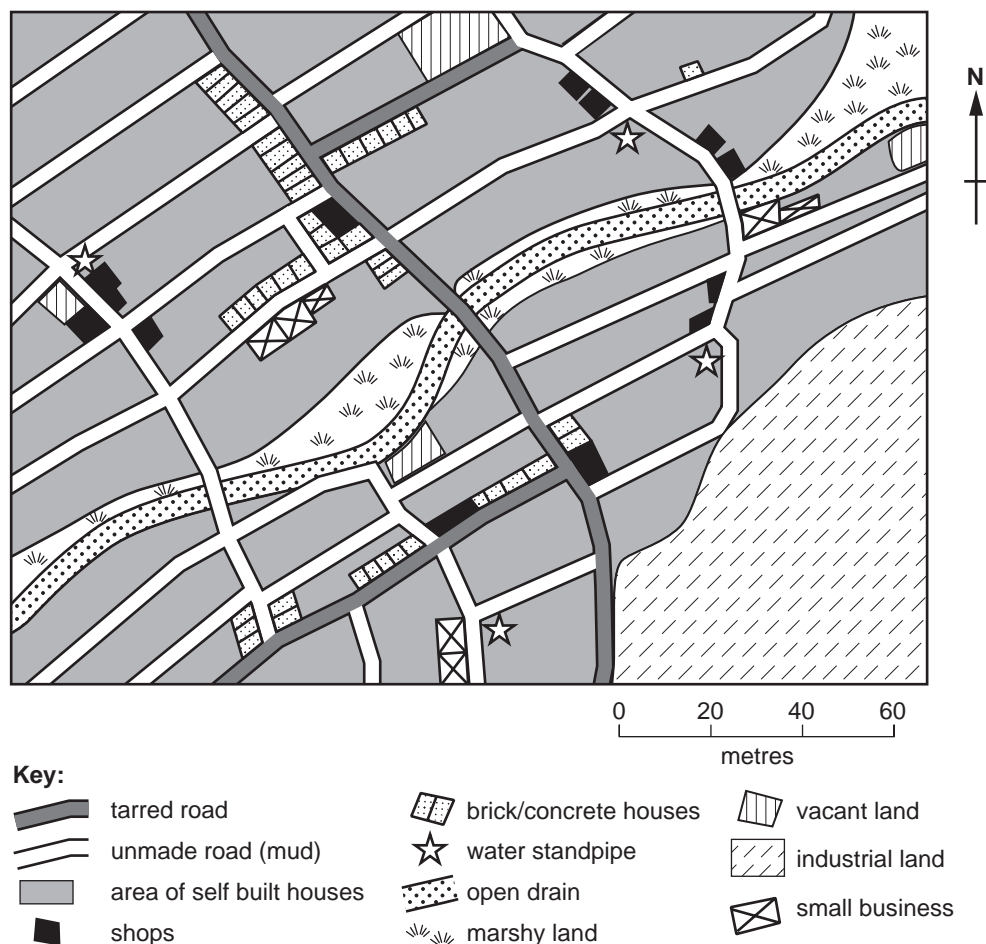 N
0 20 40 60
metres
Key:
tarred road
unmade road (mud)
area of self built houses
shops
brick/concrete houses
water standpipe
open drain
marshy land
vacant land
industrial land
small business